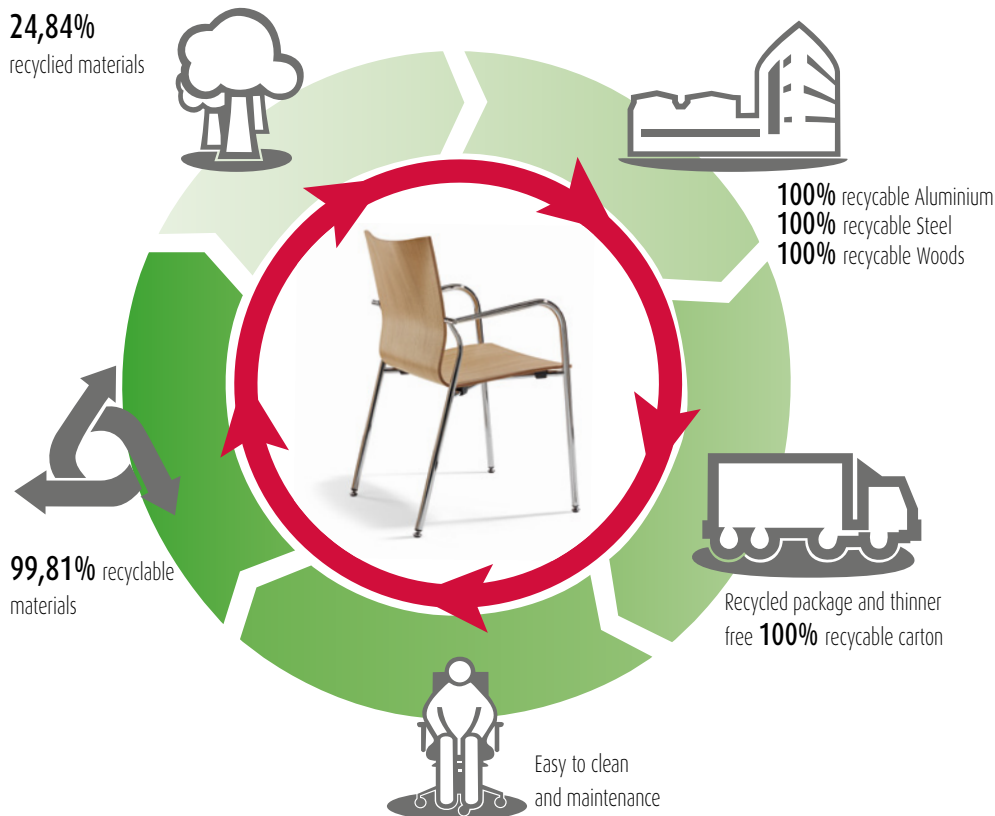 24,84%
recyclied materials
100% recycable Aluminium
100% recycable Steel
100% recycable Woods
Recycled package and thinner
free 100% recycable carton
Easy to clean
and maintenance
99,81% recyclable
materials